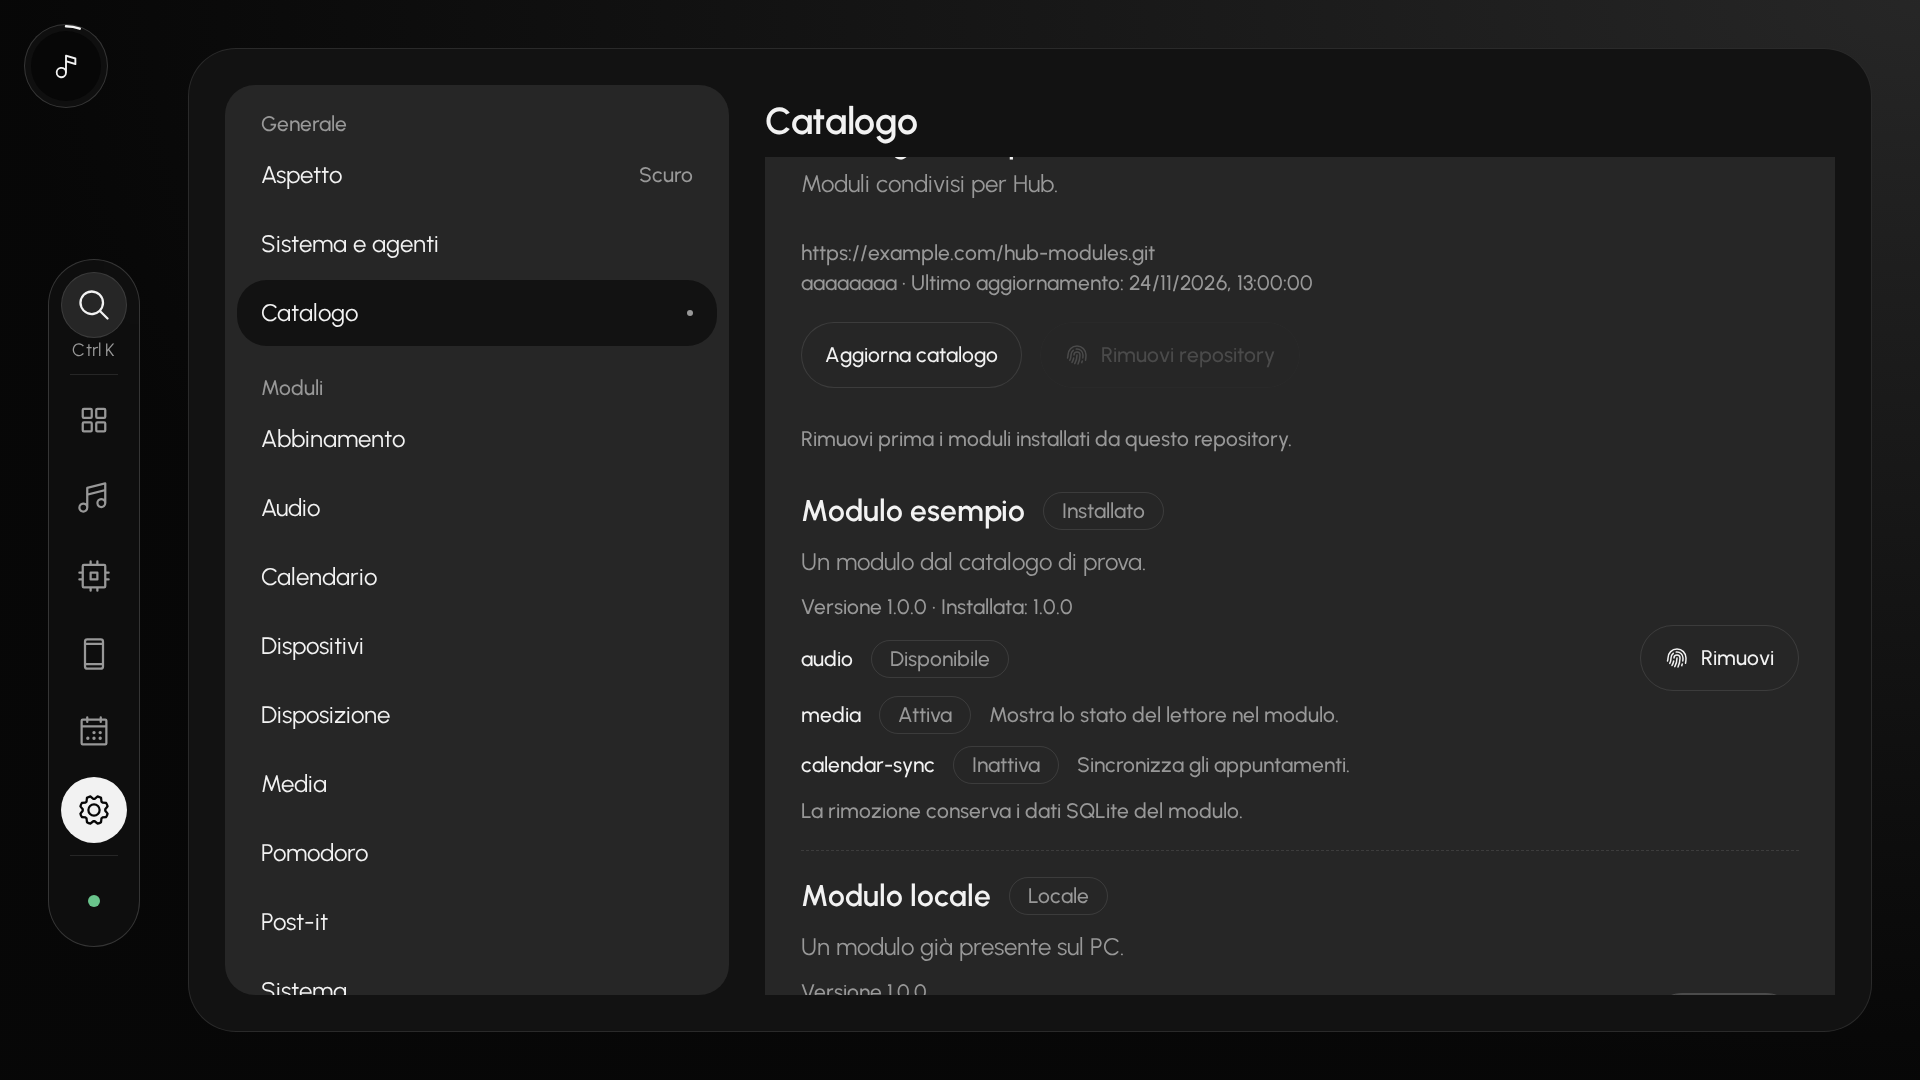 Ctrl K
Generale
Aspetto Scuro
Sistema e agenti
Catalogo
Moduli
Abbinamento
Audio
Calendario
Dispositivi
Disposizione
Media
Pomodoro
Post-it
Sistema
Catalogo
Moduli condivisi per Hub.
https://example.com/hub-modules.git
aaaaaaaa · Ultimo aggiornamento: 24/11/2026, 13:00:00
Aggiorna catalogo Rimuovi repository
Rimuovi prima i moduli installati da questo repository.
Modulo esempio Installato
Un modulo dal catalogo di prova.
Versione 1.0.0 · Installata: 1.0.0
audio Disponibile
Rimuovi
media Attiva Mostra lo stato del lettore nel modulo.
calendar-sync Inattiva Sincronizza gli appuntamenti.
La rimozione conserva i dati SQLite del modulo.
Modulo locale Locale
Un modulo già presente sul PC.
Versione 1.0.0